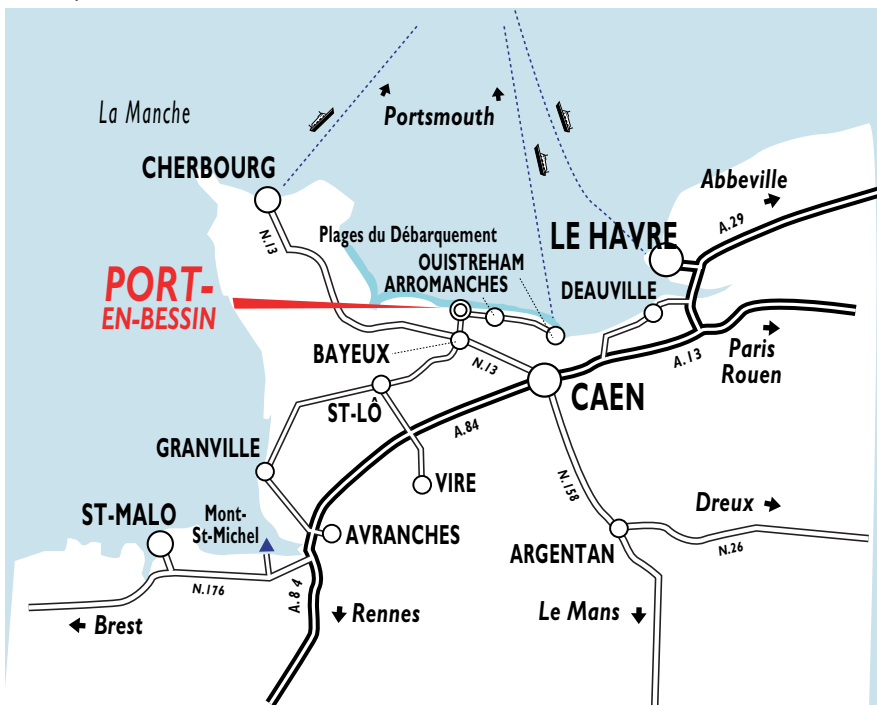 La Manche
Portsmouth
CHERBOURG
Abbeville
A.29
N.13
Plages du Débarquement
LE HAVRE
OUISTREHAM
ARROMANCHES
DEAUVILLE
PORT-
EN-BESSIN
BAYEUX
N.13
A.13
Paris
Rouen
CAEN
ST-LÔ
A.84
GRANVILLE
VIRE
N.158
Dreux
ST-MALO
Mont-
St-Michel
AVRANCHES
ARGENTAN
N.26
N.176
A.84
Rennes
Le Mans
Brest